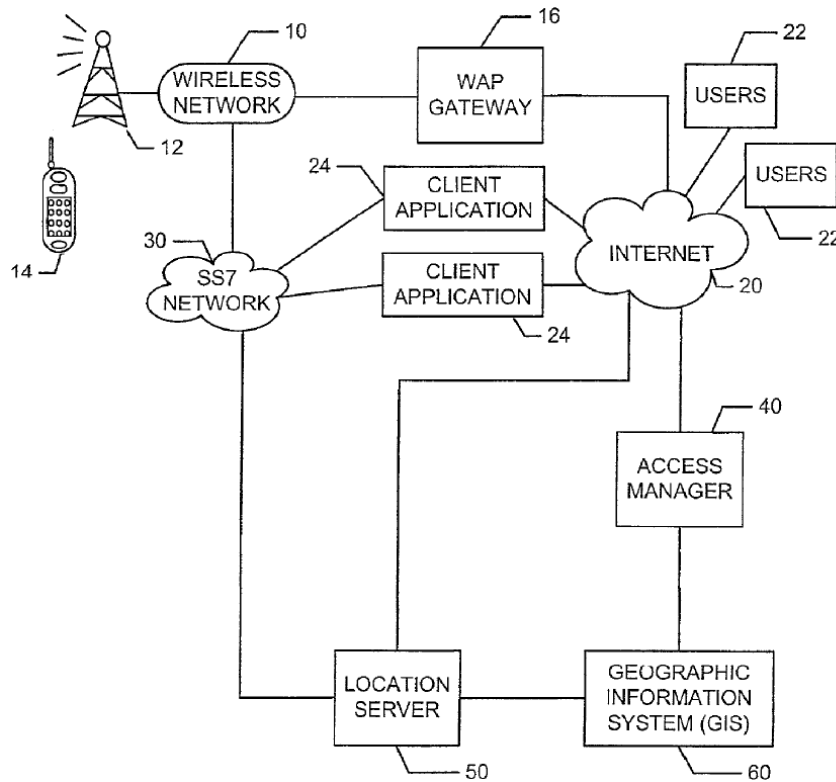 10
16
22
WIRELESS
NETWORK
WAP
GATEWAY
USERS
12
24
CLIENT
APPLICATION
USERS
22
14
30
SS7
NETWORK
CLIENT
APPLICATION
24
INTERNET
20
40
ACCESS
MANAGER
LOCATION
SERVER
50
GEOGRAPHIC
INFORMATION
SYSTEM (GIS)
60